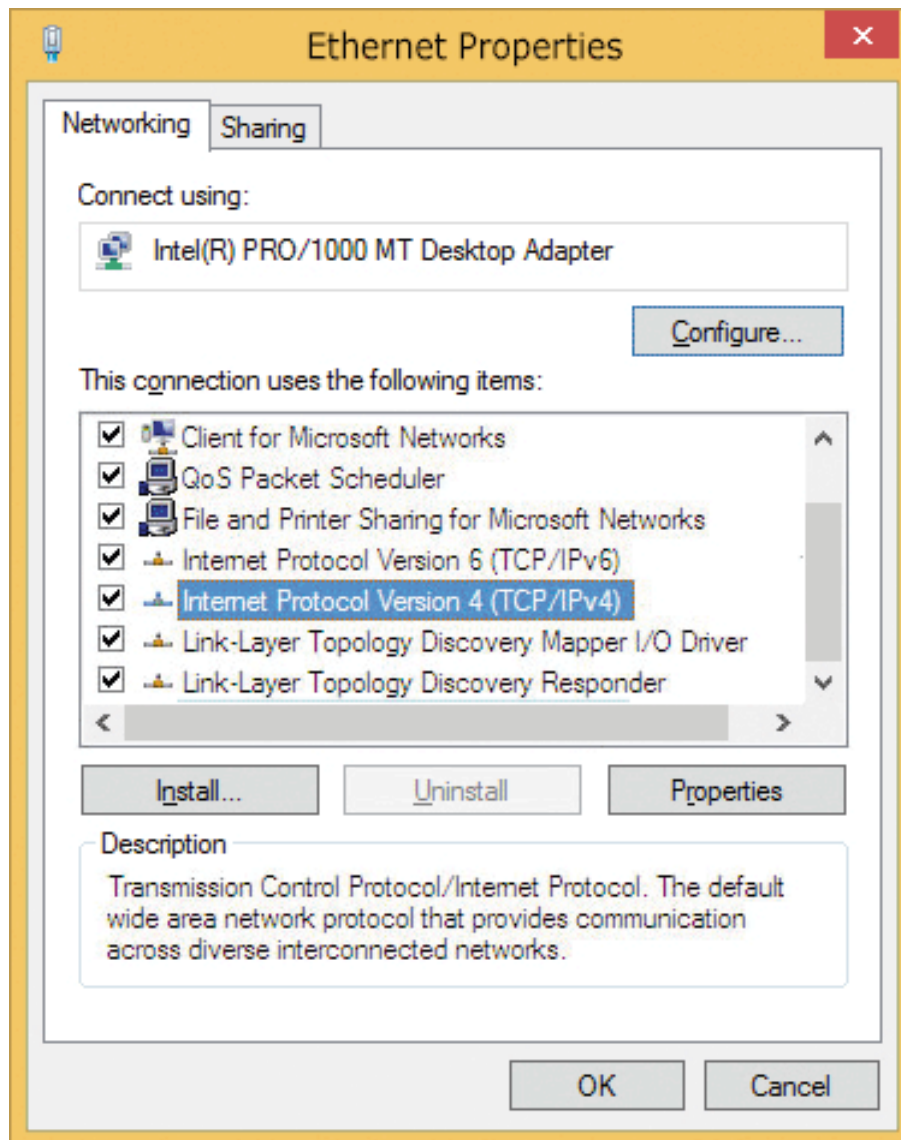 Ethernet Properties
Networking
Sharing
Connect using:
Intel(R) PRO/1000 MT Desktop Adapter
Configure...
This connection uses the following items:
Client for Microsoft Networks
QoS Packet Scheduler
File and Printer Sharing for Microsoft Networks
Internet Protocol Version 6 (TCP/IPv6)
Internet Protocol Version 4 (TCP/IPv4)
Link-Layer Topology Discovery Mapper I/O Driver
Link-Layer Topology Discovery Responder
Install...
Uninstall
Properties
Description
Transmission Control Protocol/Internet Protocol. The default
wide area network protocol that provides communication
across diverse interconnected networks.
OK
Cancel